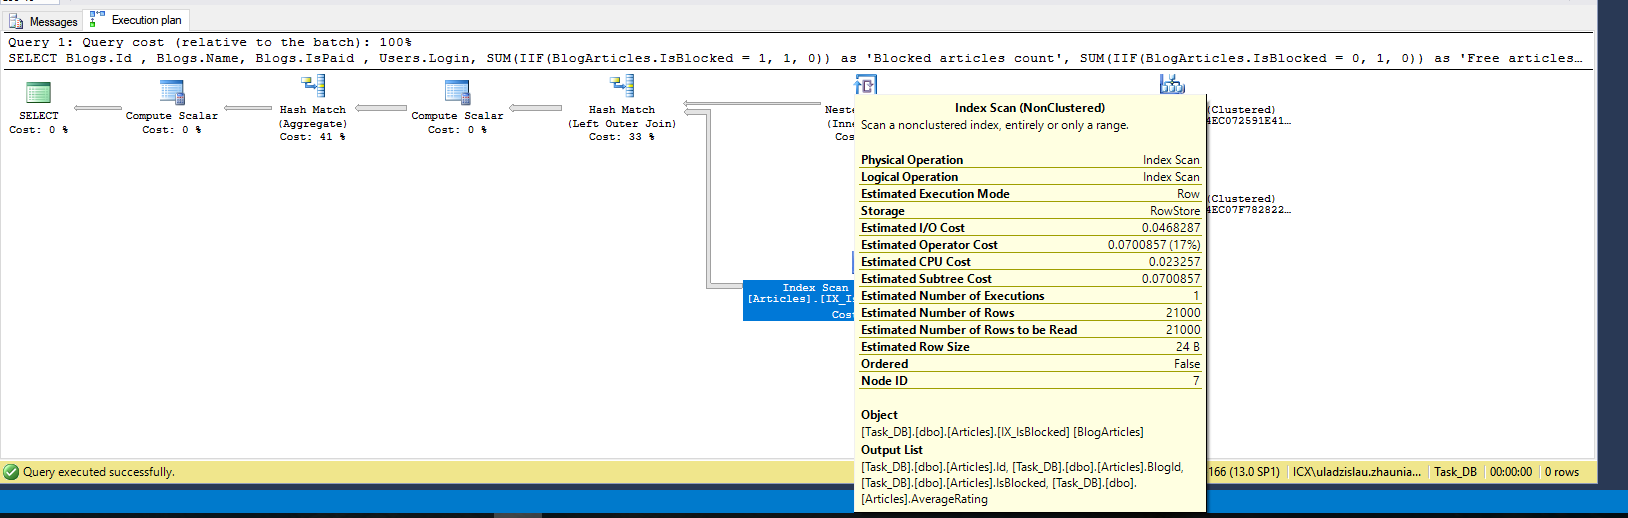 Messages
Execution plan
Query 1: Query cost (relative to the batch): 100%
SELECT Blogs.Id , Blogs.Name, Blogs.IsPaid , Users.Login, SUM(IIF(BlogArticles.IsBlocked = 1, 1, 0)) as 'Blocked articles count', SUM(IIF(BlogArticles.IsBlocked = 0, 1, 0)) as 'Free articles…
SELECT
Cost: 0 %
Compute Scalar
Cost: 0 %
Hash Match
(Aggregate)
Cost: 41 %
Compute Scalar
Cost: 0 %
Hash Match
(Left Outer Join)
Cost: 33 %
Neste
(Inne
Cos
(Clustered)
4EC072591E41…
(Clustered)
4EC07F782822…
Index Scan
[Articles].[IX_Is
Cost
Index Scan (NonClustered)
Scan a nonclustered index, entirely or only a range.
Physical Operation Index Scan
Logical Operation Index Scan
Estimated Execution Mode Row
Storage RowStore
Estimated I/O Cost 0.0468287
Estimated Operator Cost 0.0700857 (17%)
Estimated CPU Cost 0.023257
Estimated Subtree Cost 0.0700857
Estimated Number of Executions 1
Estimated Number of Rows 21000
Estimated Number of Rows to be Read 21000
Estimated Row Size 24 B
Ordered False
Node ID 7
Object
[Task_DB].[dbo].[Articles].[IX_IsBlocked] [BlogArticles]
Output List
[Task_DB].[dbo].[Articles].Id, [Task_DB].[dbo].[Articles].BlogId,
[Task_DB].[dbo].[Articles].IsBlocked, [Task_DB].[dbo].
[Articles].AverageRating
Query executed successfully.
166 (13.0 SP1) ICX\uladzislau.zhaunia... Task_DB 00:00:00 0 rows